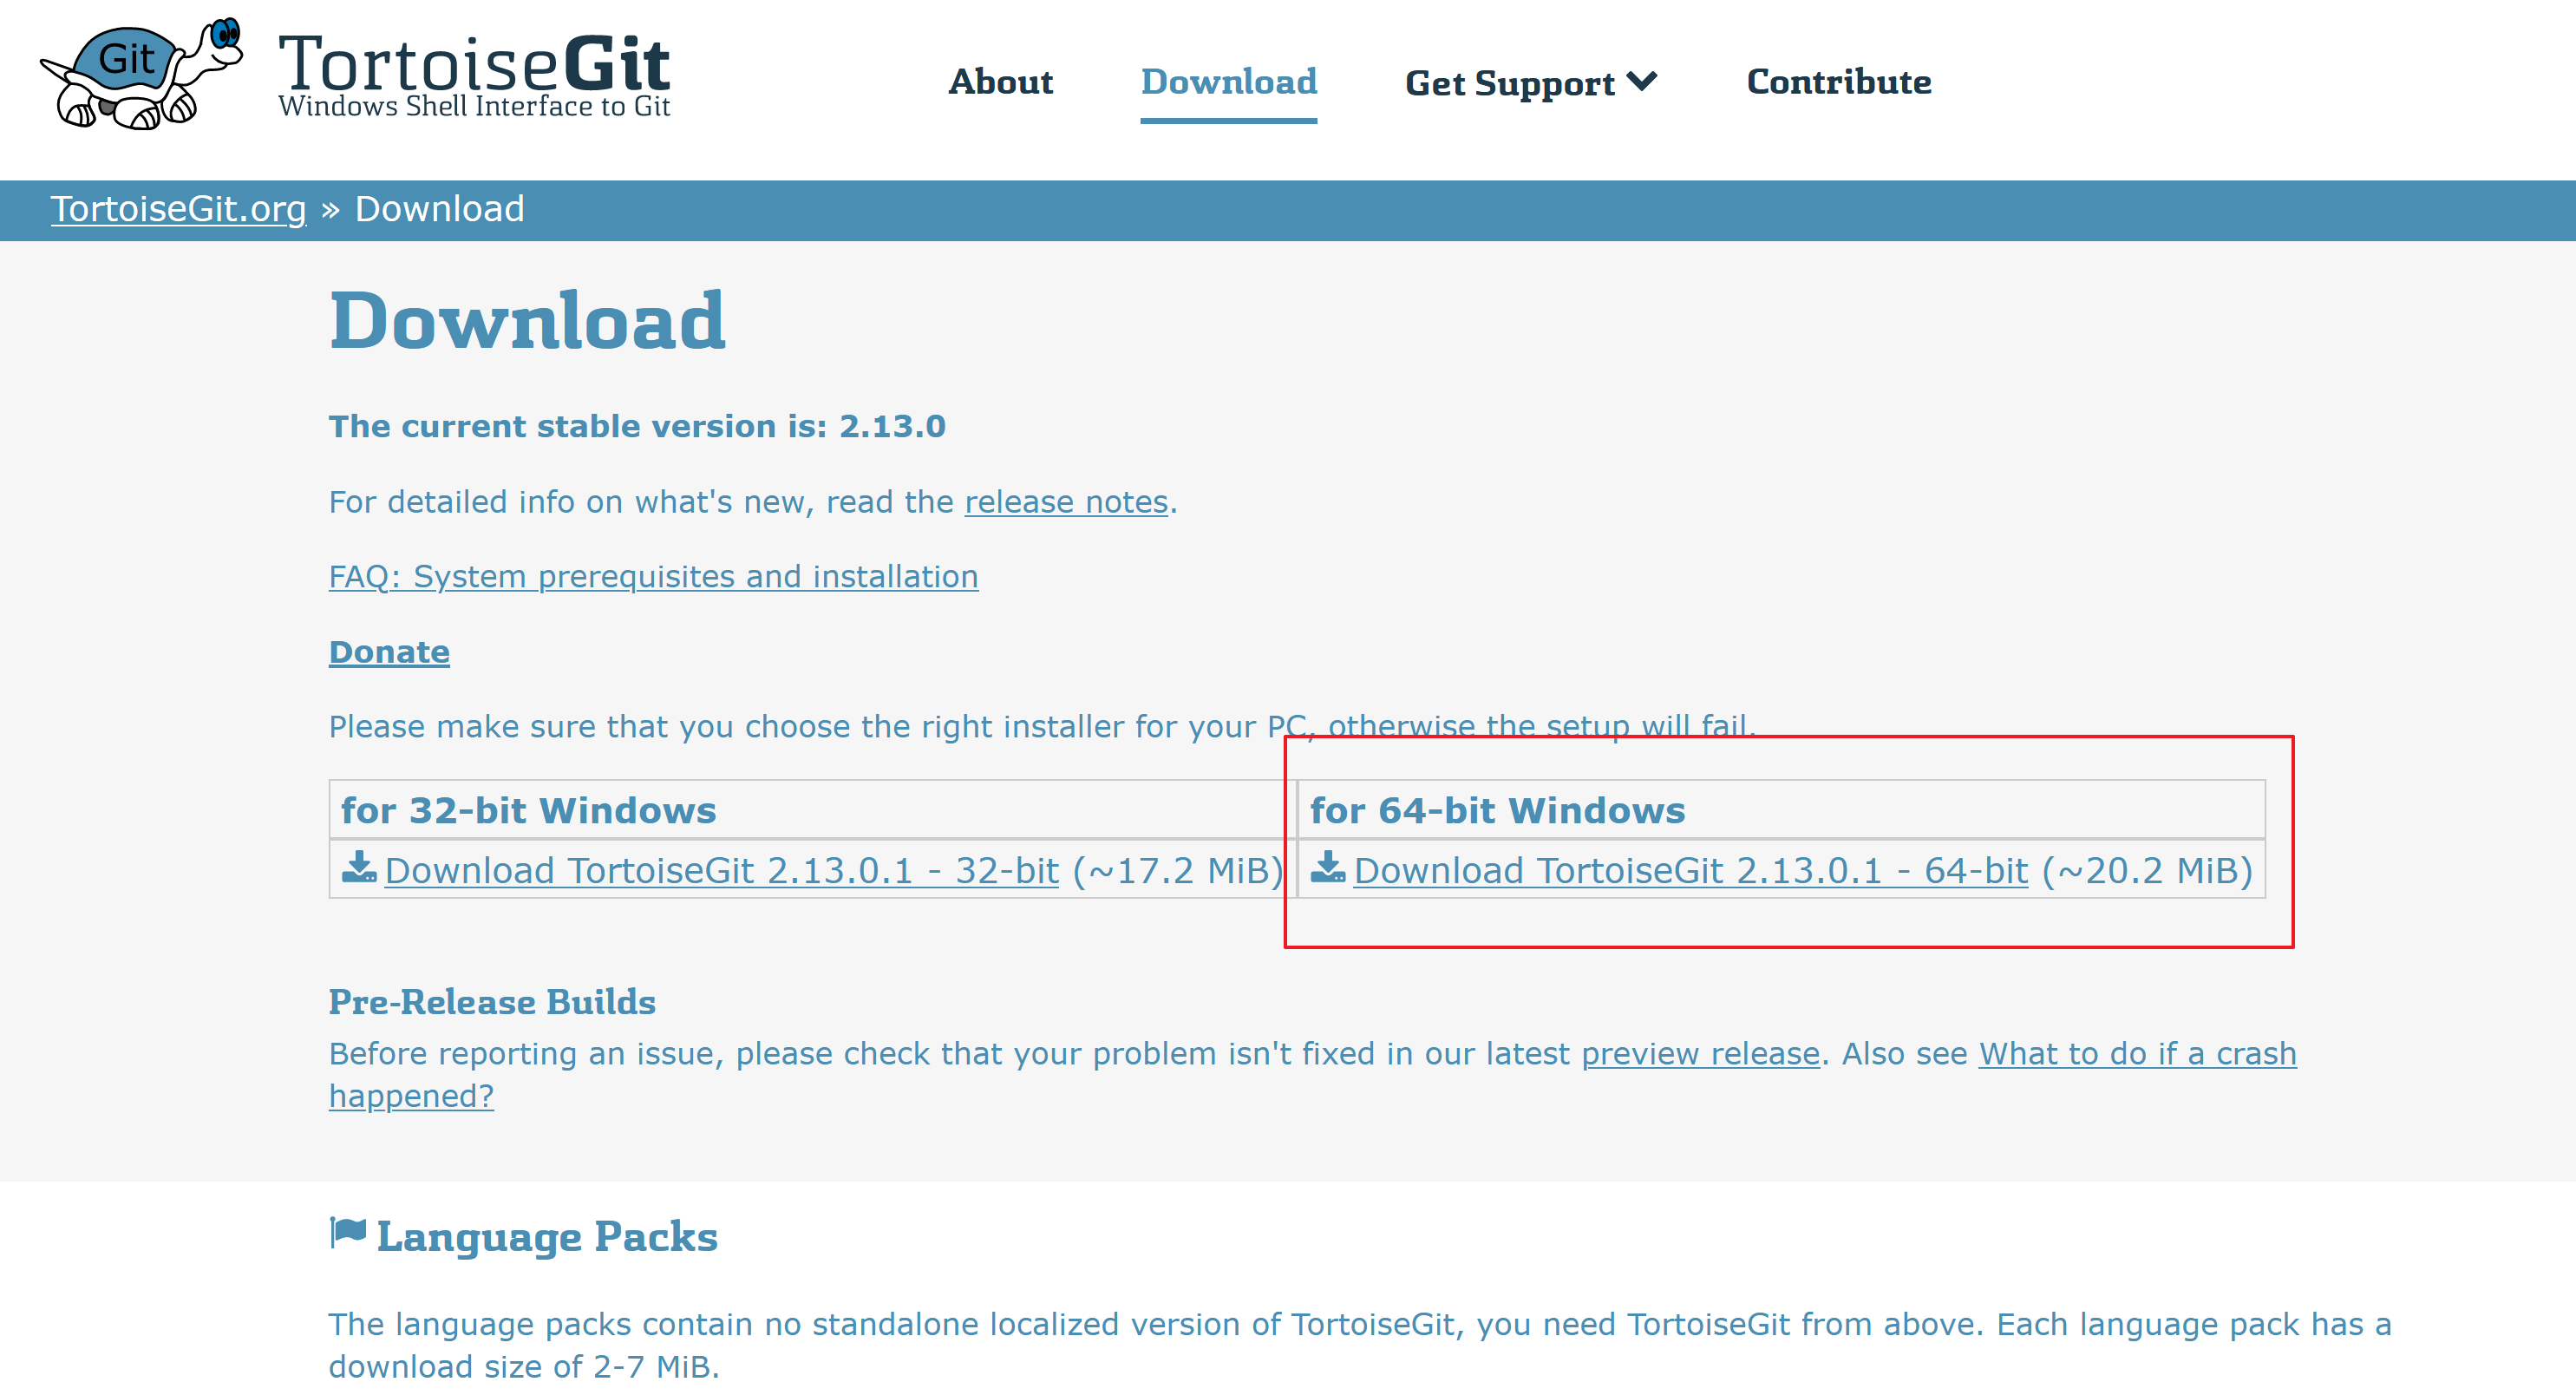 Git
TortoiseGit
Windows Shell Interface to Git
About Download Get Support Contribute
TortoiseGit.org » Download
Download
The current stable version is: 2.13.0
For detailed info on what's new, read the release notes.
FAQ: System prerequisites and installation
Donate
Please make sure that you choose the right installer for your PC, otherwise the setup will fail.
for 32-bit Windows for 64-bit Windows
Download TortoiseGit 2.13.0.1 - 32-bit (~17.2 MiB) Download TortoiseGit 2.13.0.1 - 64-bit (~20.2 MiB)
Pre-Release Builds
Before reporting an issue, please check that your problem isn't fixed in our latest preview release. Also see What to do if a crash
happened?
Language Packs
The language packs contain no standalone localized version of TortoiseGit, you need TortoiseGit from above. Each language pack has a
download size of 2-7 MiB.